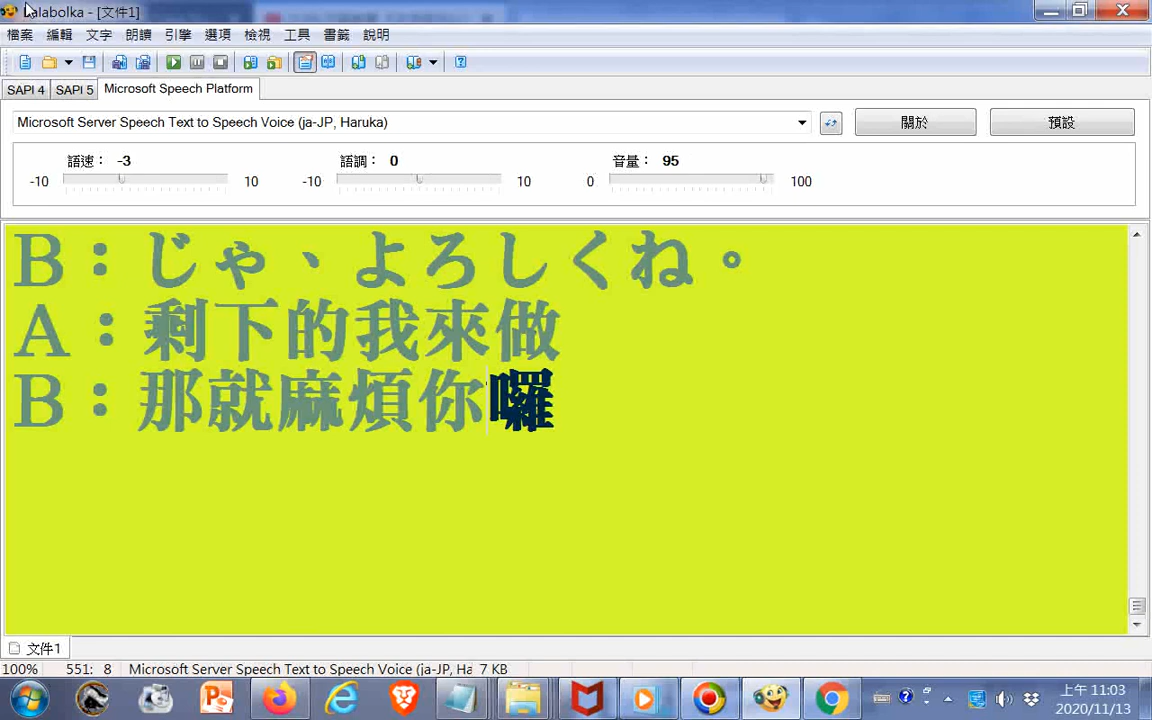 Balabolka - [文件1]
檔案 編輯 文字 朗讀 引擎 選項 檢視 工具 書籤 說明
SAPI 4 SAPI 5 Microsoft Speech Platform
Microsoft Server Speech Text to Speech Voice (ja-JP, Haruka) 關於 預設
語速： -3 語調： 0 音量： 95
-10 10 -10 10 0 100
B：じゃ、よろしくね。
A：剩下的我來做
B：那就麻煩你囉
文件1
100% 551: 8 Microsoft Server Speech Text to Speech Voice (ja-JP, Ha 7 KB
上午 11:03
2020/11/13